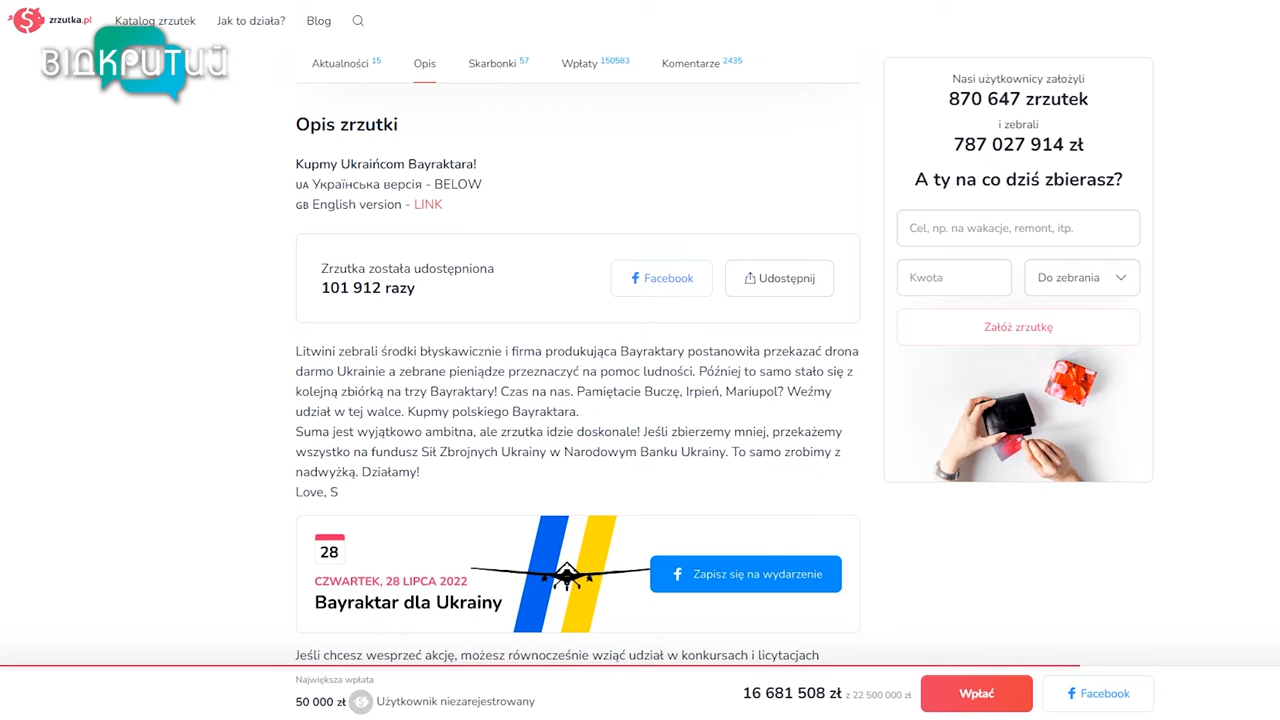 zrzutka.pl
Katalog zrzutek
Jak to działa?
Blog
ВІДКРИТИЙ
Aktualności 15
Opis
Skarbonki 57
Wpłaty 150583
Komentarze 2435
Opis zrzutki
Kupmy Ukraińcom Bayraktara!
UA Українська версія - BELOW
GB English version - LINK
Zrzutka została udostępniona
101 912 razy
Facebook
Udostępnij
Litwini zebrali środki błyskawicznie i firma produkująca Bayraktary postanowiła przekazać drona
darmo Ukrainie a zebrane pieniądze przeznaczyć na pomoc ludności. Później to samo stało się z
kolejną zbiórką na trzy Bayraktary! Czas na nas. Pamiętacie Buczę, Irpień, Mariupol? Weźmy
udział w tej walce. Kupmy polskiego Bayraktara.
Suma jest wyjątkowo ambitna, ale zrzutka idzie doskonale! Jeśli zbierzemy mniej, przekażemy
wszystko na fundusz Sił Zbrojnych Ukrainy w Narodowym Banku Ukrainy. To samo zrobimy z
nadwyżką. Działamy!
Love, S
28
CZWARTEK, 28 LIPCA 2022
Bayraktar dla Ukrainy
Zapisz się na wydarzenie
Jeśli chcesz wesprzeć akcję, możesz równocześnie wziąć udział w konkursach i licytacjach
Nasi użytkownicy założyli
870 647 zrzutek
i zebrali
787 027 914 zł
A ty na co dziś zbierasz?
Cel, np. na wakacje, remont, itp.
Kwota
Do zebrania
Załóż zrzutkę
Największa wpłata
50 000 zł Użytkownik niezarejestrowany
16 681 508 zł z 22 500 000 zł
Wpłać
Facebook